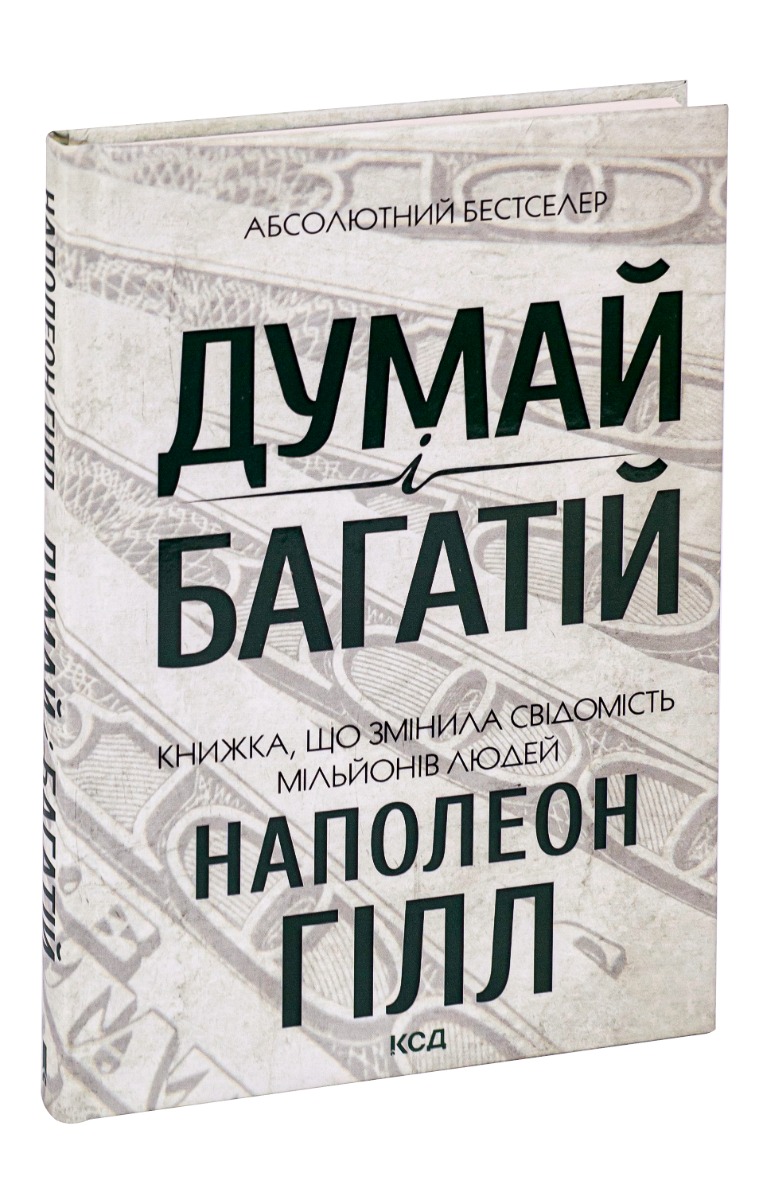 АБСОЛЮТНИЙ БЕСТСЕЛЕР
ДУМАЙ
і
БАГАТІЙ
КНИЖКА, ЩО ЗМІНИЛА СВІДОМІСТЬ
МІЛЬЙОНІВ ЛЮДЕЙ
НАПОЛЕОН
ГІЛЛ
КСД
НАПОЛЕОН ГІЛЛ ДУМАЙ і БАГАТІЙ